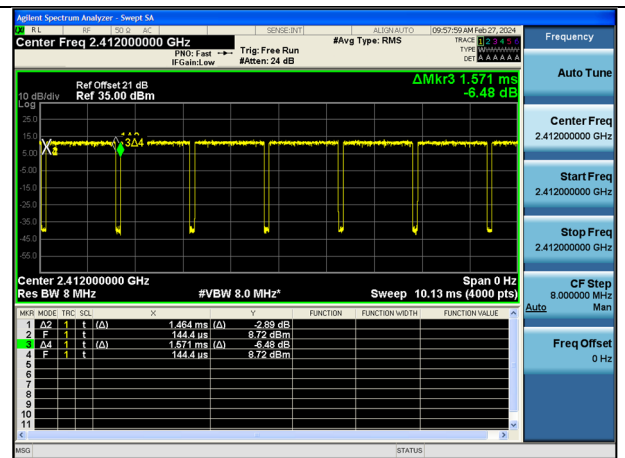 Agilent Spectrum Analyzer - Swept SA
RL RF 50 Ω AC SENSE:INT ALIGN AUTO 09:57:59 AM Feb 27, 2024
Center Freq 2.412000000 GHz #Avg Type: RMS TRACE 1 2 3 4 5 6
PNO: Fast Trig: Free Run TYPE
IFGain:Low #Atten: 24 dB DET A A A A A A
Ref Offset 21 dB ΔMkr3 1.571 ms
10 dB/div Ref 35.00 dBm -6.48 dB
Log
25.0
15.0
3Δ4
5.00
-5.00
-15.0
-25.0
-35.0
-45.0
-55.0
Center 2.412000000 GHz Span 0 Hz
Res BW 8 MHz #VBW 8.0 MHz* Sweep 10.13 ms (4000 pts)
MKR MODE TRC SCL X Y FUNCTION FUNCTION WIDTH FUNCTION VALUE
1 Δ2 1 t (Δ) 1.464 ms (Δ) -2.89 dB
2 F 1 t 144.4 µs 8.72 dBm
3 Δ4 1 t (Δ) 1.571 ms (Δ) -6.48 dB
4 F 1 t 144.4 µs 8.72 dBm
5
6
7
8
9
10
11
MSG STATUS
Frequency
Auto Tune
Center Freq
2.412000000 GHz
Start Freq
2.412000000 GHz
Stop Freq
2.412000000 GHz
CF Step
8.000000 MHz
Auto Man
Freq Offset
0 Hz